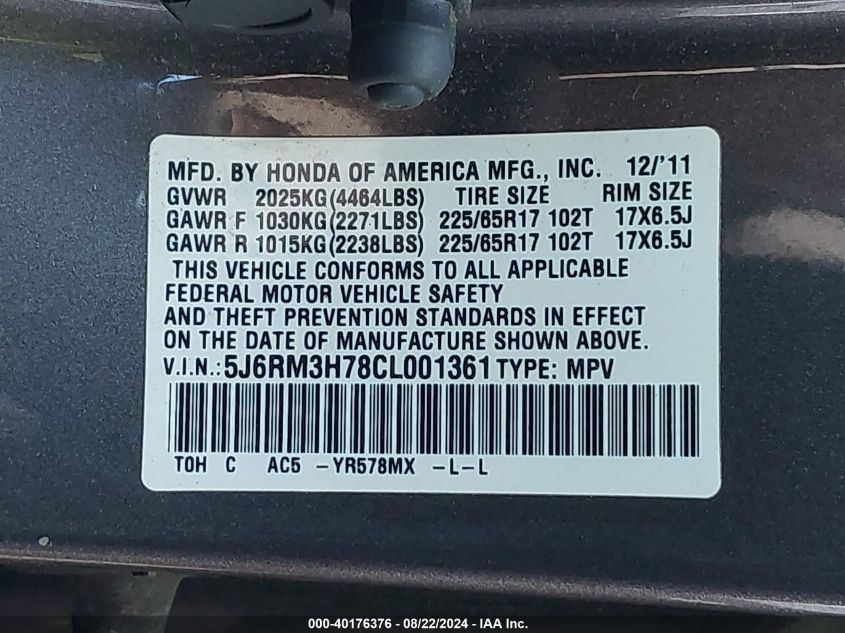 MFD. BY HONDA OF AMERICA MFG., INC. 12/'11
GVWR 2025KG(4464LBS) TIRE SIZE RIM SIZE
GAWR F 1030KG(2271LBS) 225/65R17 102T 17X6.5J
GAWR R 1015KG(2238LBS) 225/65R17 102T 17X6.5J
THIS VEHICLE CONFORMS TO ALL APPLICABLE
FEDERAL MOTOR VEHICLE SAFETY
AND THEFT PREVENTION STANDARDS IN EFFECT
ON THE DATE OF MANUFACTURE SHOWN ABOVE.
V.I.N.:5J6RM3H78CL001361 TYPE: MPV
TOH C AC5 -YR578MX -L-L
000-40176376 - 08/22/2024 - IAA Inc.